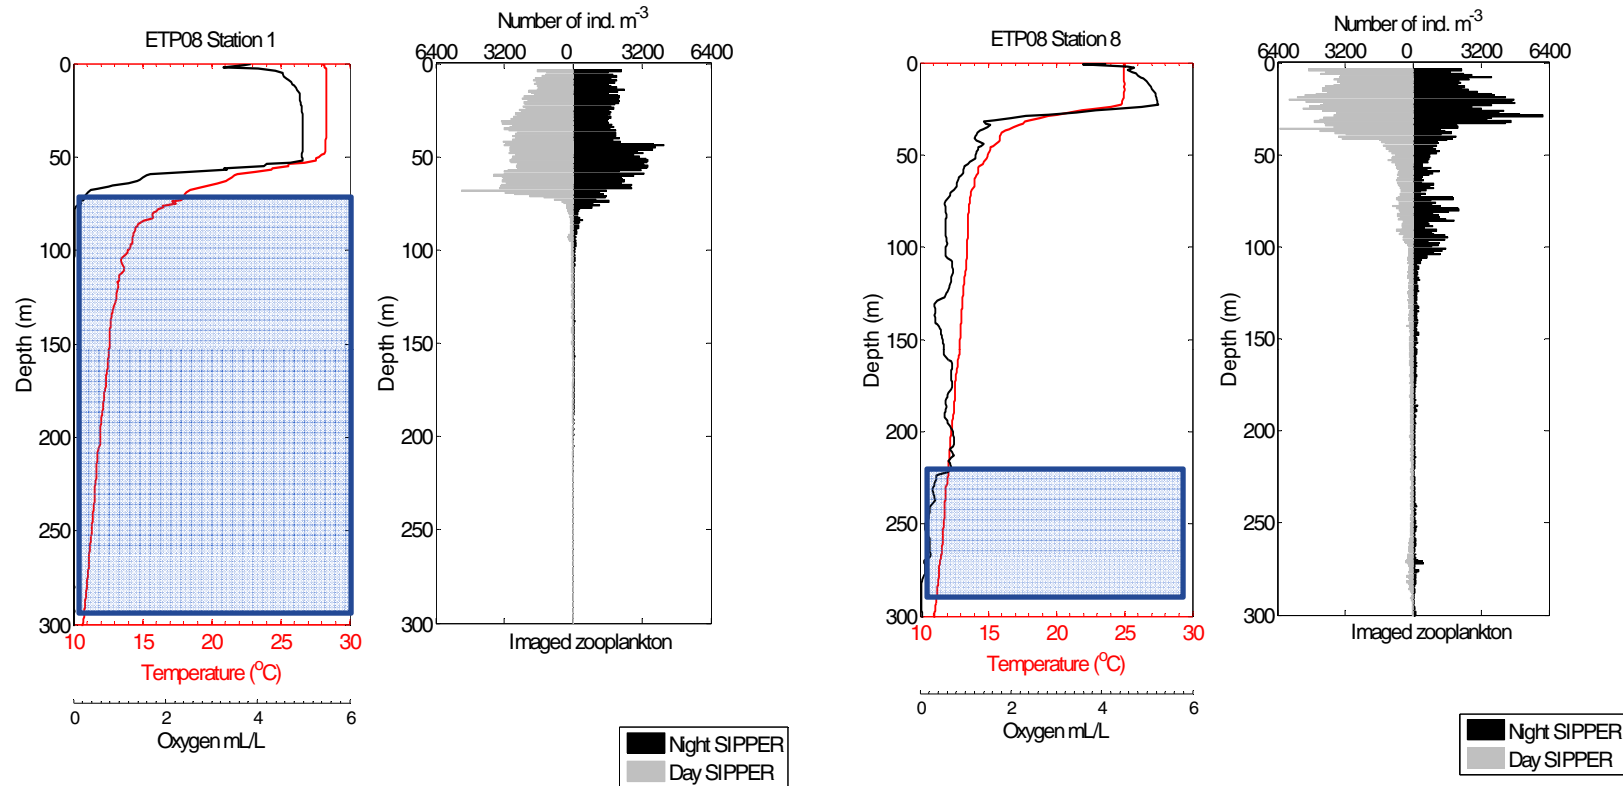 ETP08 Station 1
0
50
100
150
200
250
300
Depth (m)
10 15 20 25 30
Temperature (°C)
0 2 4 6
Oxygen mL/L
Number of ind. m-3
6400 3200 0 3200 6400
0
50
100
150
200
250
300
Depth (m)
Imaged zooplankton
Night SIPPER
Day SIPPER
ETP08 Station 8
0
50
100
150
200
250
300
Depth (m)
10 15 20 25 30
Temperature (°C)
0 2 4 6
Oxygen mL/L
Number of ind. m-3
6400 3200 0 3200 6400
0
50
100
150
200
250
300
Depth (m)
Imaged zooplankton
Night SIPPER
Day SIPPER